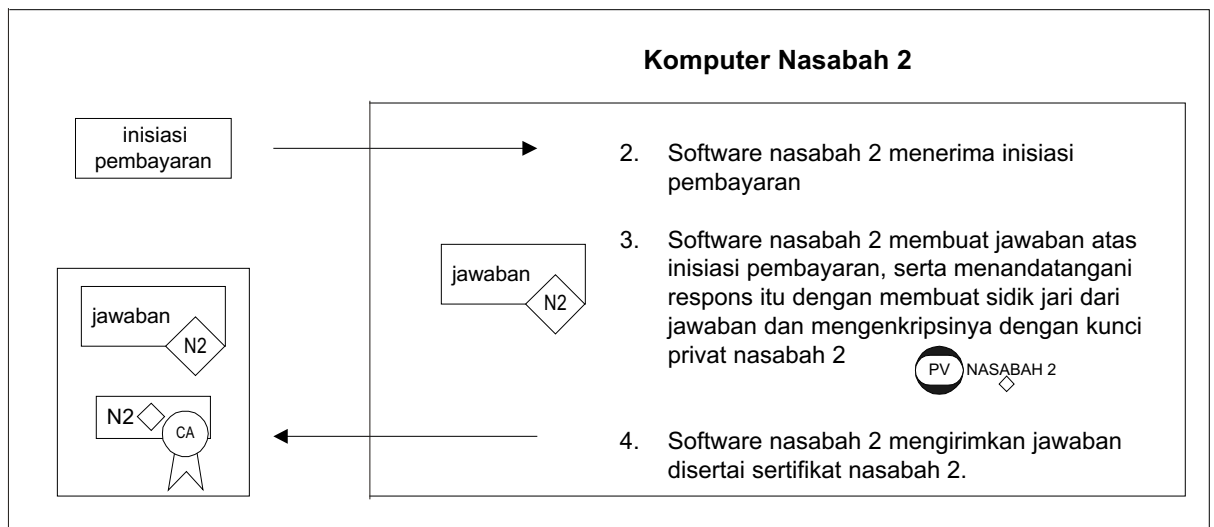 Komputer Nasabah 2
inisiasi
pembayaran
2. Software nasabah 2 menerima inisiasi
pembayaran
jawaban
N2
3. Software nasabah 2 membuat jawaban atas
inisiasi pembayaran, serta menandatangani
respons itu dengan membuat sidik jari dari
jawaban dan mengenkripsinya dengan kunci
privat nasabah 2
PV NASABAH 2
jawaban
N2
N2
CA
4. Software nasabah 2 mengirimkan jawaban
disertai sertifikat nasabah 2.